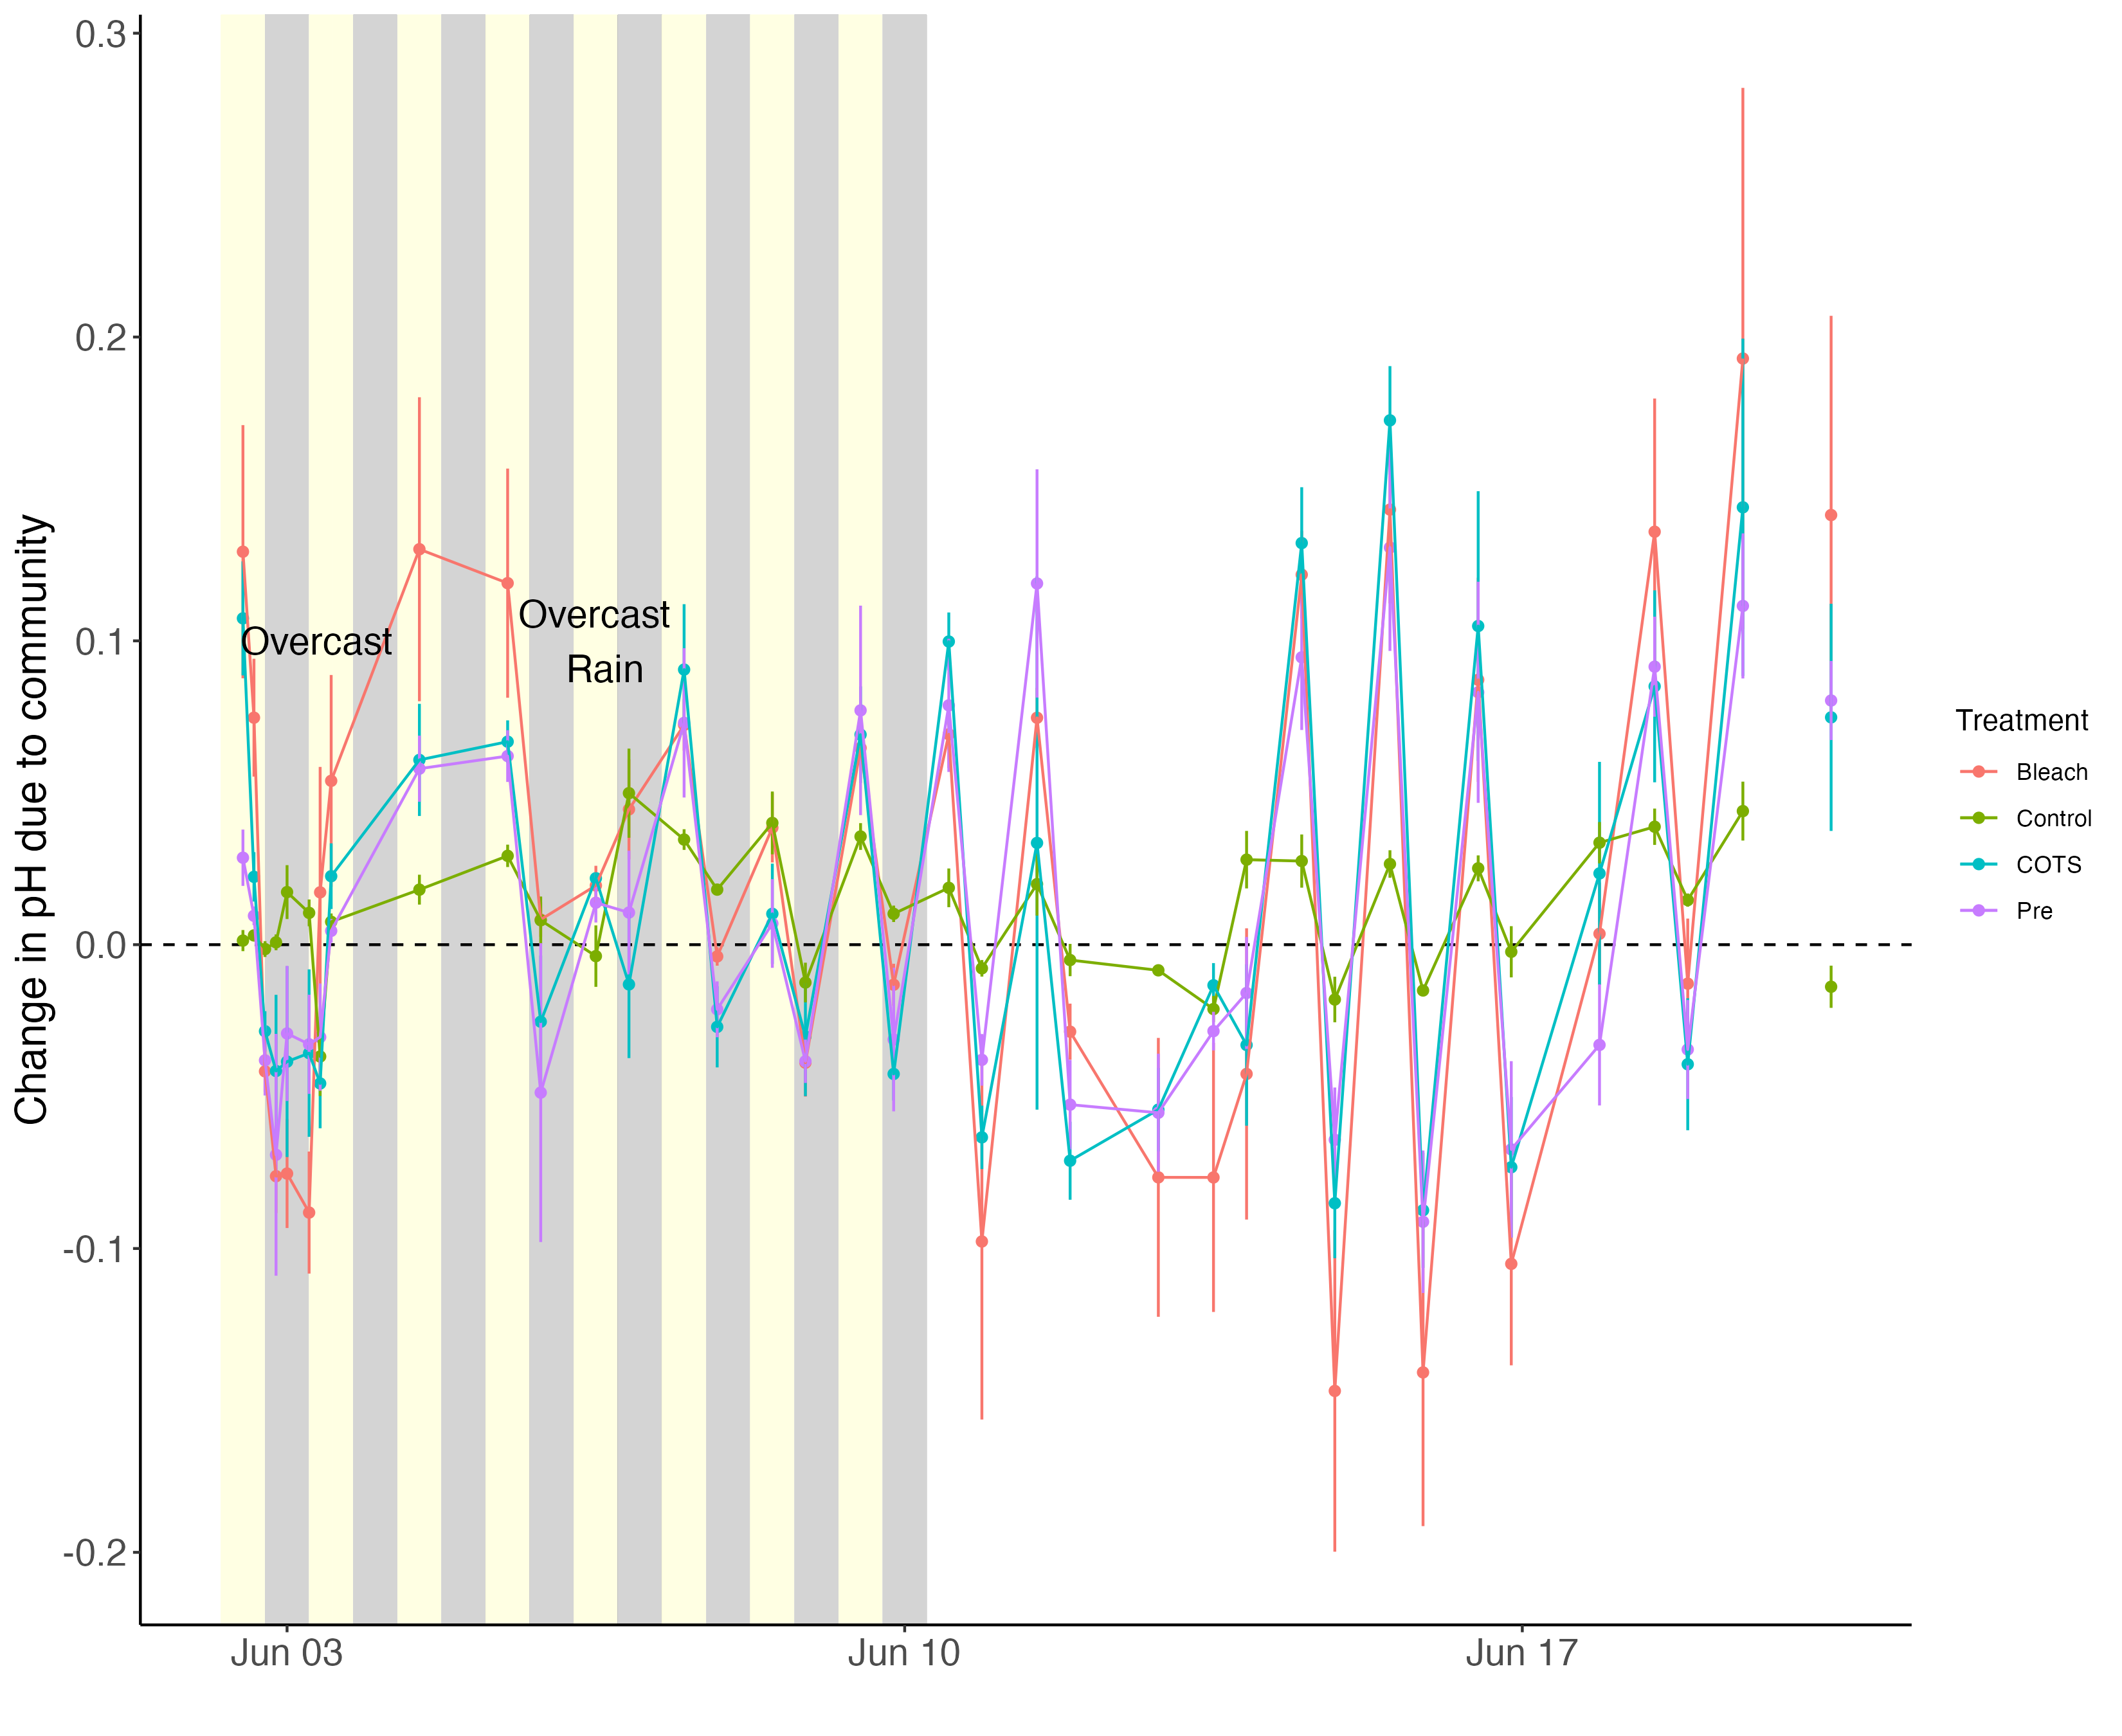 0.3
0.2
0.1
0.0
-0.1
-0.2
Change in pH due to community
Overcast
Overcast
Rain
Jun 03
Jun 10
Jun 17
Treatment
Bleach
Control
COTS
Pre